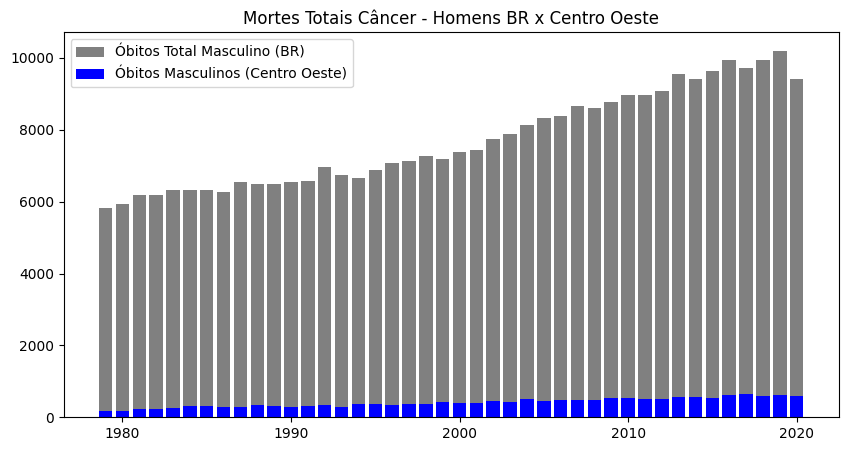 Mortes Totais Câncer - Homens BR x Centro Oeste
Óbitos Total Masculino (BR)
Óbitos Masculinos (Centro Oeste)
10000
8000
6000
4000
2000
0
1980 1990 2000 2010 2020